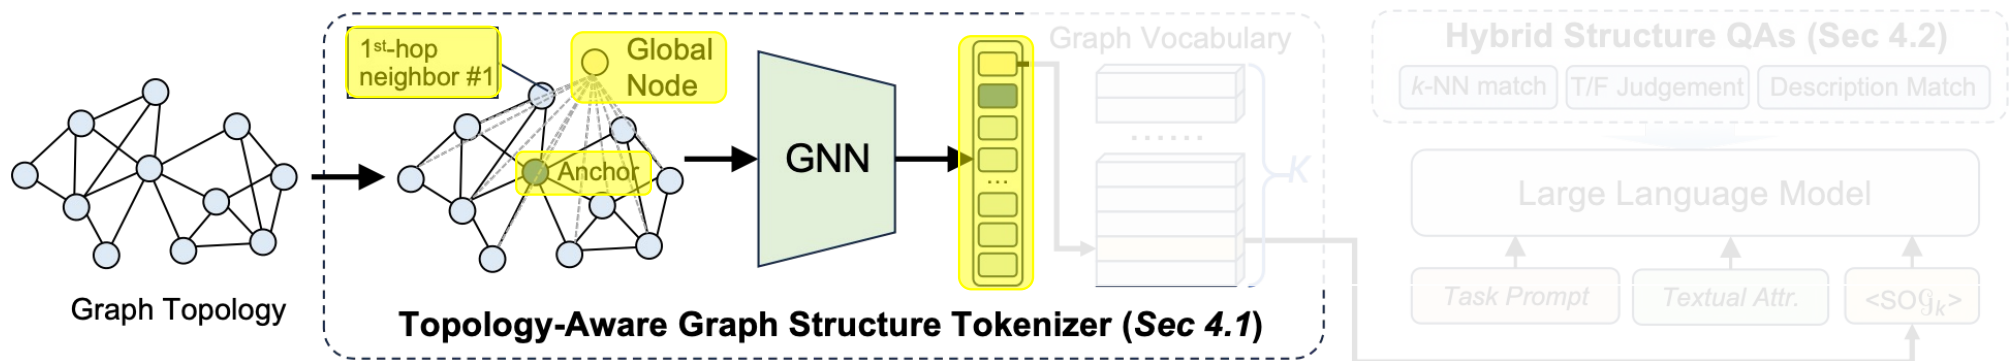 1st-hop
neighbor #1
Global
Node
Anchor
GNN
Graph Vocabulary
......
K
...
Graph Topology
Topology-Aware Graph Structure Tokenizer (Sec 4.1)
Hybrid Structure QAs (Sec 4.2)
k-NN match
T/F Judgement
Description Match
Large Language Model
Task Prompt
Textual Attr.
<SOGk>